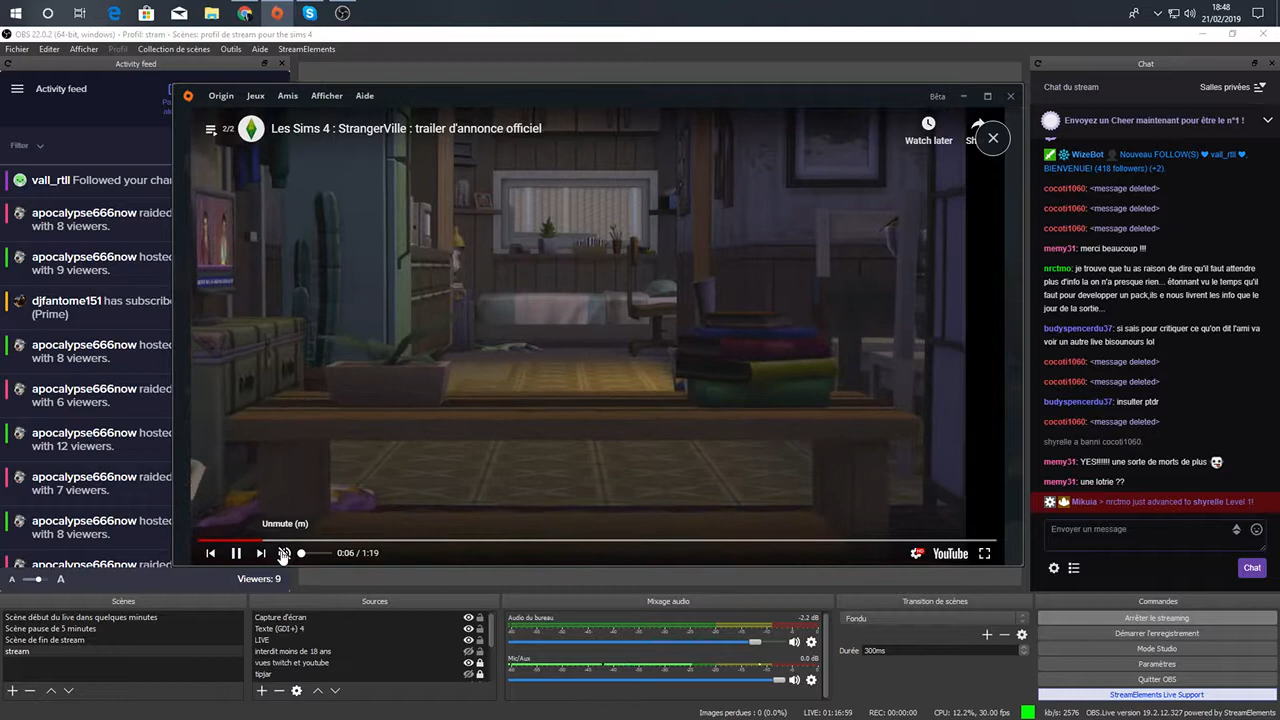 18:48
21/02/2019
OBS 22.0.2 (64-bit, windows) - Profil: stram - Scènes: profil de stream pour the sims 4
Fichier Editer Afficher Profil Collection de scènes Outils Aide StreamElements
Activity feed
Activity feed
Filter
vall_rtll Followed your chan
apocalypse666now raided
with 8 viewers.
apocalypse666now hosted
with 9 viewers.
djfantome151 has subscribe
(Prime)
apocalypse666now hosted
with 8 viewers.
apocalypse666now raided
with 6 viewers.
apocalypse666now hosted
with 12 viewers.
apocalypse666now raided
with 7 viewers.
apocalypse666now hosted
with 8 viewers.
apocalypse666now raided
A A Viewers: 9
Origin Jeux Amis Afficher Aide Bêta
2/2 Les Sims 4 : StrangerVille : trailer d'annonce officiel
Watch later Sh
Unmute (m)
0:06 / 1:19
HD YouTube
Chat
Chat du stream Salles privées
Envoyez un Cheer maintenant pour être le n°1 !
WizeBot Nouveau FOLLOW(S) ♥ vall_rtll ♥,
BIENVENUE! (418 followers) (+2).
cocoti1060: <message deleted>
cocoti1060: <message deleted>
cocoti1060: <message deleted>
memy31: merci beaucoup !!!
nrctmo: je trouve que tu as raison de dire qu'il faut attendre
plus d'info la on n'a presque rien... étonnant vu le temps qu'il
faut pour developper un pack,ils e nous livrent les info que le
jour de la sortie...
budyspencerdu37: si sais pour critiquer ce qu'on dit l'ami va
voir un autre live bisounours lol
cocoti1060: <message deleted>
cocoti1060: <message deleted>
budyspencerdu37: insulter ptdr
cocoti1060: <message deleted>
shyrelle a banni cocoti1060.
memy31: YES!!!!!! une sorte de morts de plus
memy31: une lotrie ??
Mikuia > nrctmo just advanced to shyrelle Level 1!
Envoyer un message
Chat
Scènes
Scène début du live dans quelques minutes
Scène pause de 5 minutes
Scène de fin de stream
stream
Sources
Capture d'écran
Texte (GDI+) 4
LIVE
interdit moins de 18 ans
vues twitch et youtube
tipjar
Mixage audio
Audio du bureau -2.2 dB
Mic/Aux 0.0 dB
Transition de scènes
Fondu
Durée 300ms
Commandes
Arrêter le streaming
Démarrer l'enregistrement
Mode Studio
Paramètres
Quitter OBS
StreamElements Live Support
Images perdues : 0 (0.0%) LIVE: 01:16:59 REC: 00:00:00 CPU: 12.2%, 30.00 fps kb/s: 2576 OBS.Live version 19.2.12.327 powered by StreamElements